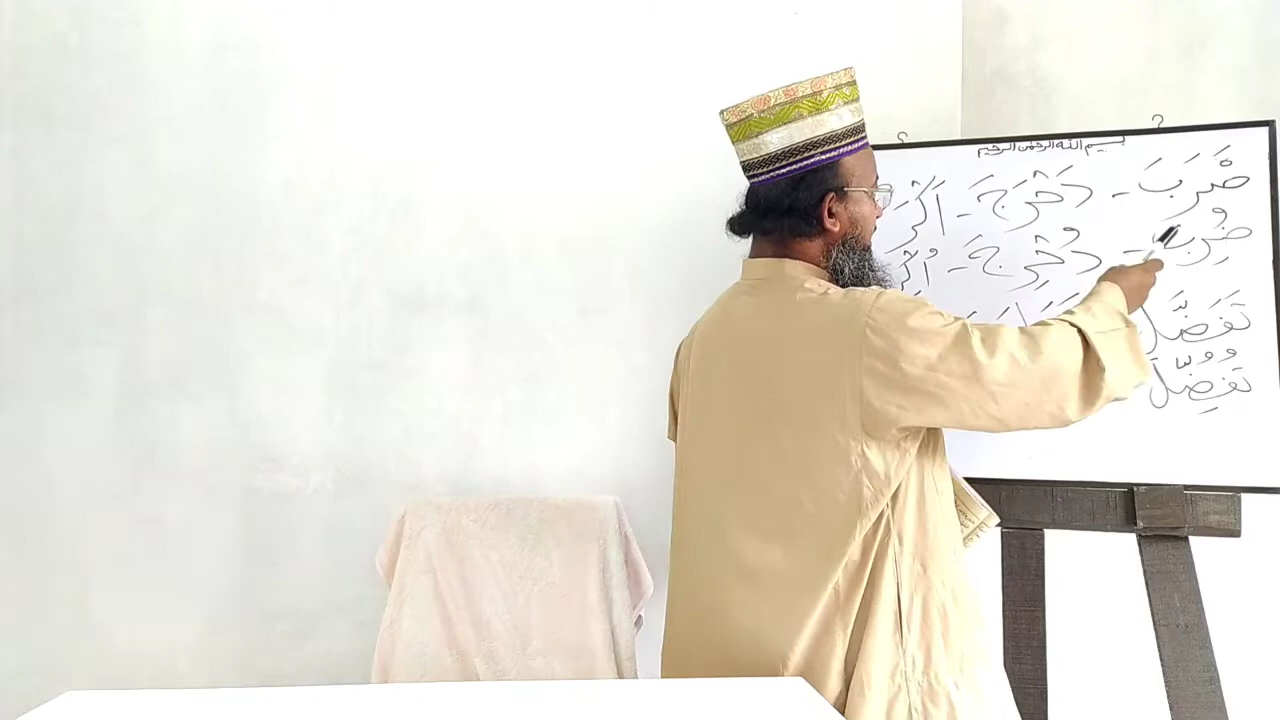 بسم الله الرحمن الرحيم
ضَرَبَ - دَحْرَجَ -
ضُرِبَ - دُحْرِجَ -
تَفَضَّلَ
تُفُضِّلَ